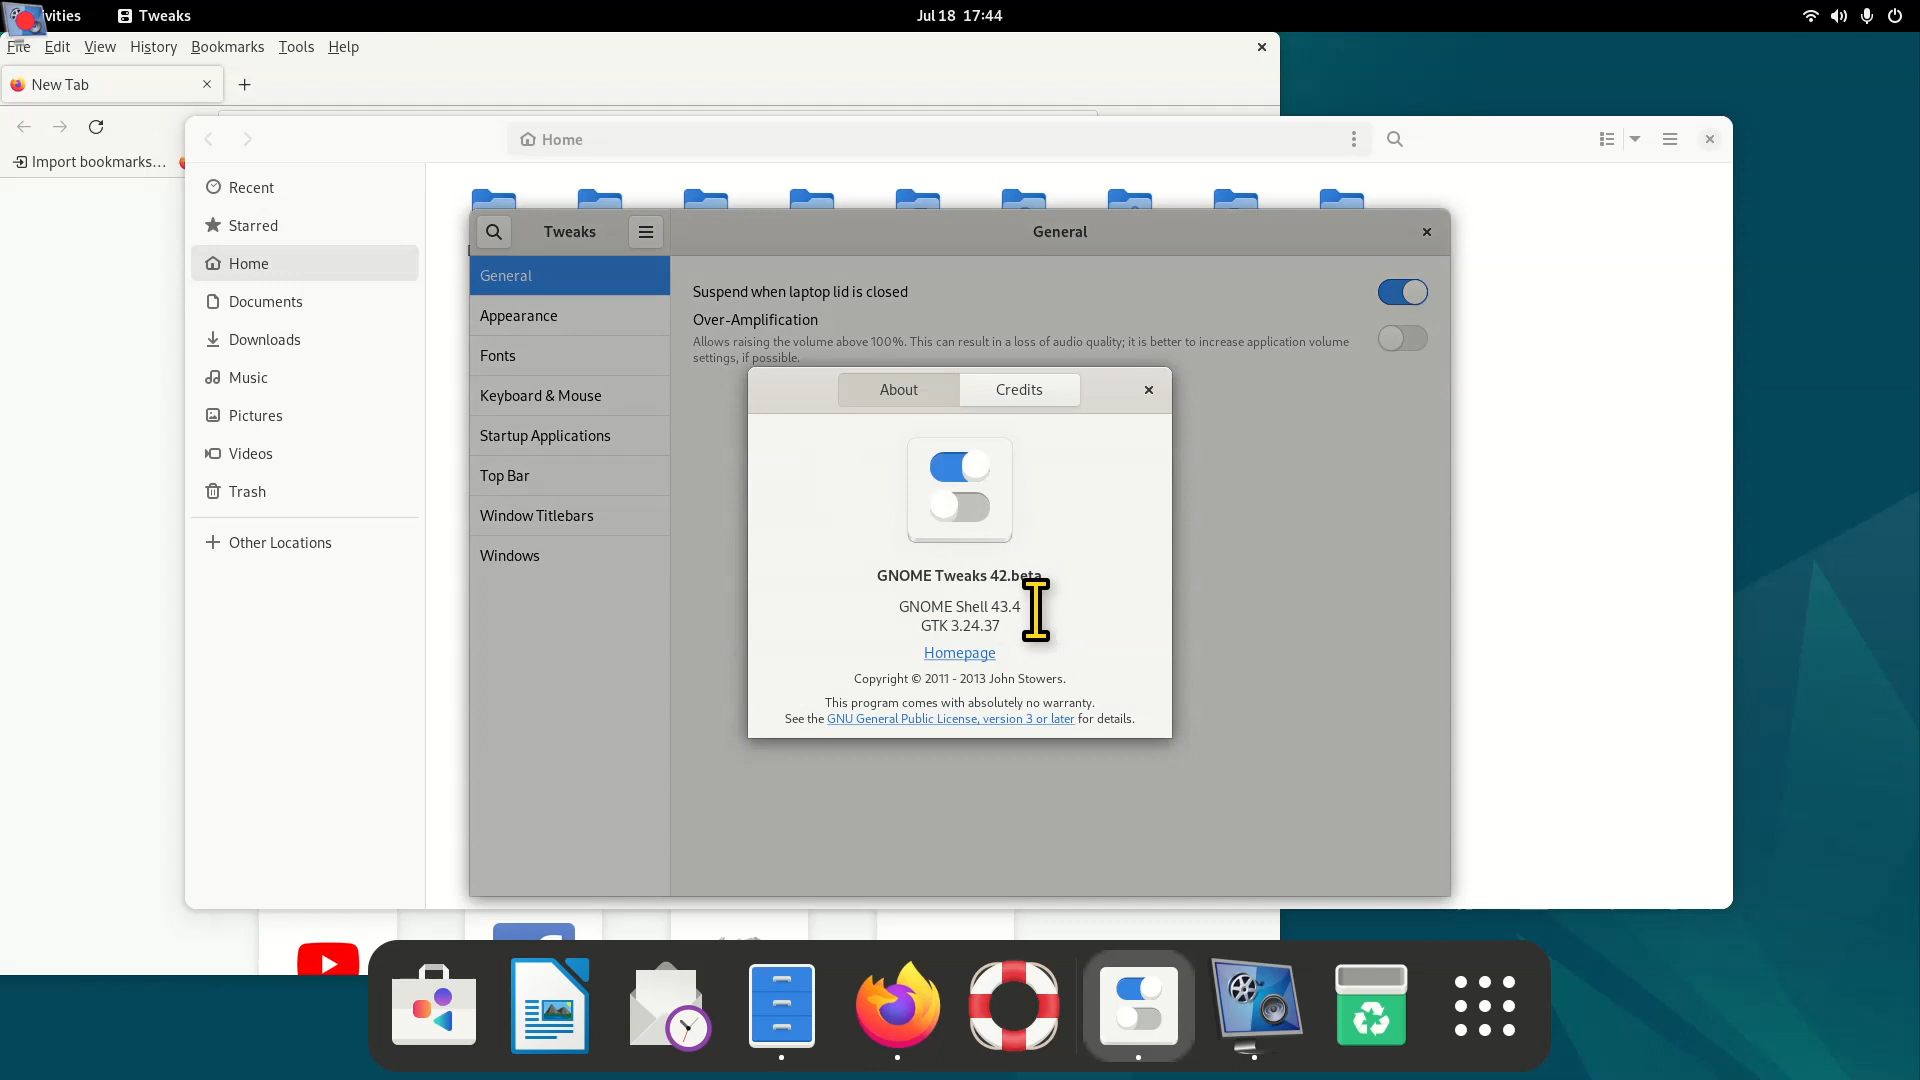 vities
Tweaks
Jul 18 17:44
File Edit View History Bookmarks Tools Help
New Tab
Import bookmarks…
Home
Recent
Starred
Home
Documents
Downloads
Music
Pictures
Videos
Trash
Other Locations
Tweaks
General
General
Appearance
Fonts
Keyboard & Mouse
Startup Applications
Top Bar
Window Titlebars
Windows
Suspend when laptop lid is closed
Over-Amplification
Allows raising the volume above 100%. This can result in a loss of audio quality; it is better to increase application volume
settings, if possible.
About
Credits
GNOME Tweaks 42.beta
GNOME Shell 43.4
GTK 3.24.37
Homepage
Copyright © 2011 - 2013 John Stowers.
This program comes with absolutely no warranty.
See the GNU General Public License, version 3 or later for details.